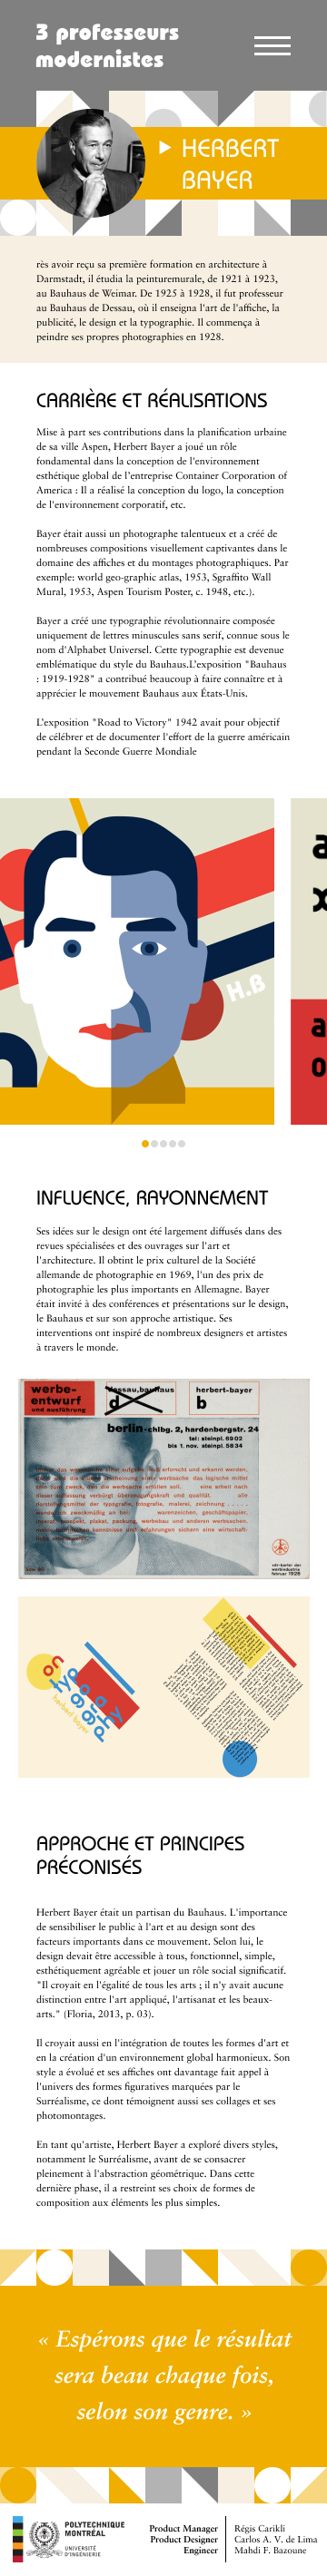 3 professeurs
modernistes
HERBERT
BAYER
rès avoir reçu sa première formation en architecture à
Darmstadt, il étudia la peinturemurale, de 1921 à 1923,
au Bauhaus de Weimar. De 1925 à 1928, il fut professeur
au Bauhaus de Dessau, où il enseigna l'art de l'affiche, la
publicité, le design et la typographie. Il commença à
peindre ses propres photographies en 1928.
CARRIÈRE ET RÉALISATIONS
Mise à part ses contributions dans la planification urbaine
de sa ville Aspen, Herbert Bayer a joué un rôle
fondamental dans la conception de l'environnement
esthétique global de l'entreprise Container Corporation of
America : Il a réalisé la conception du logo, la conception
de l'environnement corporatif, etc.
Bayer était aussi un photographe talentueux et a créé de
nombreuses compositions visuellement captivantes dans le
domaine des affiches et du montages photographiques. Par
exemple: world geo-graphic atlas, 1953, Sgraffito Wall
Mural, 1953, Aspen Tourism Poster, c. 1948, etc.).
Bayer a créé une typographie révolutionnaire composée
uniquement de lettres minuscules sans serif, connue sous le
nom d'Alphabet Universel. Cette typographie est devenue
emblématique du style du Bauhaus.L'exposition "Bauhaus
: 1919-1928" a contribué beaucoup à faire connaître et à
apprécier le mouvement Bauhaus aux États-Unis.
L'exposition "Road to Victory" 1942 avait pour objectif
de célébrer et de documenter l'effort de la guerre américain
pendant la Seconde Guerre Mondiale
H.B
a
x
a
o
INFLUENCE, RAYONNEMENT
Ses idées sur le design ont été largement diffusés dans des
revues spécialisées et des ouvrages sur l'art et
l'architecture. Il obtint le prix culturel de la Société
allemande de photographie en 1969, l'un des prix de
photographie les plus importants en Allemagne. Bayer
était invité à des conférences et présentations sur le design,
le Bauhaus et sur son approche artistique. Ses
interventions ont inspiré de nombreux designers et artistes
à travers le monde.
werbe-
entwurf
und ausführung
dessau, bauhaus
d
herbert-bayer
b
berlin-chlbg. 2, hardenbergstr. 24
tel: steinpl. 6902
bis 1. nov. steinpl. 5834
on
typo
gra
phy
herbert bayer
APPROCHE ET PRINCIPES
PRÉCONISÉS
Herbert Bayer était un partisan du Bauhaus. L'importance
de sensibiliser le public à l'art et au design sont des
facteurs importants dans ce mouvement. Selon lui, le
design devait être accessible à tous, fonctionnel, simple,
esthétiquement agréable et jouer un rôle social significatif.
"Il croyait en l'égalité de tous les arts ; il n'y avait aucune
distinction entre l'art appliqué, l'artisanat et les beaux-
arts." (Floria, 2013, p. 03).
Il croyait aussi en l'intégration de toutes les formes d'art et
en la création d'un environnement global harmonieux. Son
style a évolué et ses affiches ont davantage fait appel à
l'univers des formes figuratives marquées par le
Surréalisme, ce dont témoignent aussi ses collages et ses
photomontages.
En tant qu'artiste, Herbert Bayer a exploré divers styles,
notamment le Surréalisme, avant de se consacrer
pleinement à l'abstraction géométrique. Dans cette
dernière phase, il a restreint ses choix de formes de
composition aux éléments les plus simples.
« Espérons que le résultat
sera beau chaque fois,
selon son genre. »
POLYTECHNIQUE
MONTRÉAL
UNIVERSITÉ
D'INGÉNIERIE
Product Manager Régis Carikli
Product Designer Carlos A. V. de Lima
Engineer Mahdi F. Bazoune